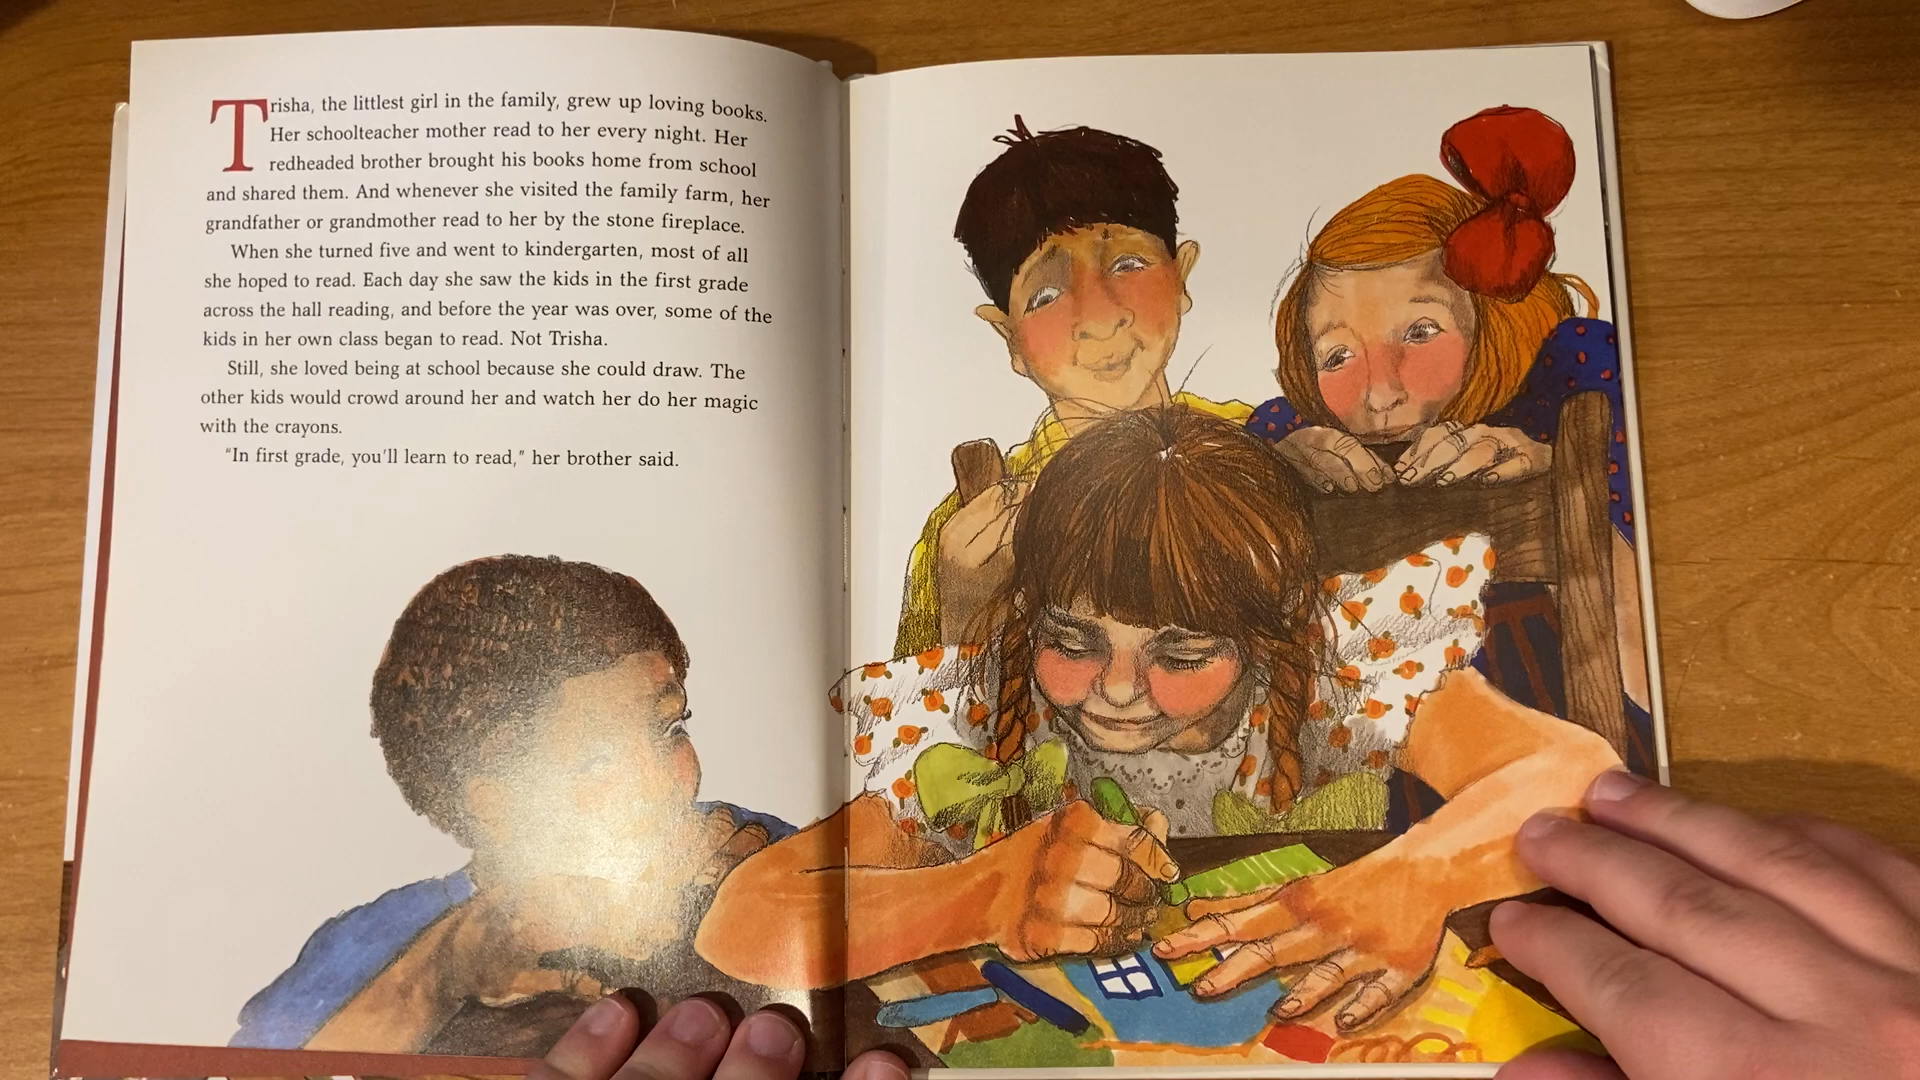 Trisha, the littlest girl in the family, grew up loving books.
Her schoolteacher mother read to her every night. Her
redheaded brother brought his books home from school
and shared them. And whenever she visited the family farm, her
grandfather or grandmother read to her by the stone fireplace.
When she turned five and went to kindergarten, most of all
she hoped to read. Each day she saw the kids in the first grade
across the hall reading, and before the year was over, some of the
kids in her own class began to read. Not Trisha.
Still, she loved being at school because she could draw. The
other kids would crowd around her and watch her do her magic
with the crayons.
“In first grade, you’ll learn to read,” her brother said.